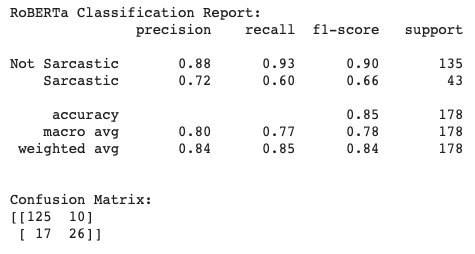 RoBERTa Classification Report:
precision recall f1-score support
Not Sarcastic 0.88 0.93 0.90 135
Sarcastic 0.72 0.60 0.66 43
accuracy 0.85 178
macro avg 0.80 0.77 0.78 178
weighted avg 0.84 0.85 0.84 178
Confusion Matrix:
[[125 10]
[ 17 26]]